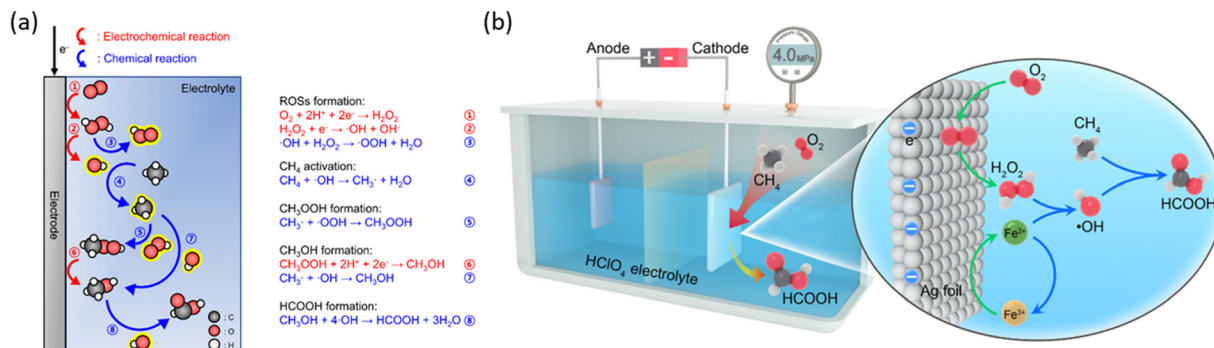 (a)
: Electrochemical reaction
: Chemical reaction
e⁻
Electrolyte
①
②
③
④
⑤
⑥
⑦
⑧
Electrode
: C
: O
: H
ROSs formation:
O₂ + 2H⁺ + 2e⁻ → H₂O₂ ①
H₂O₂ + e⁻ → ·OH + OH⁻ ②
·OH + H₂O₂ → ·OOH + H₂O ③
CH₄ activation:
CH₄ + ·OH → CH₃· + H₂O ④
CH₃OOH formation:
CH₃· + ·OOH → CH₃OOH ⑤
CH₃OH formation:
CH₃OOH + 2H⁺ + 2e⁻ → CH₃OH ⑥
CH₃· + ·OH → CH₃OH ⑦
HCOOH formation:
CH₃OH + 4·OH → HCOOH + 3H₂O ⑧
(b)
Anode
+
−
Cathode
4.0MPa
O₂
CH₄
HClO₄ electrolyte
HCOOH
O₂
e⁻
CH₄
H₂O₂
HCOOH
•OH
Fe²⁺
Ag foil
Fe³⁺